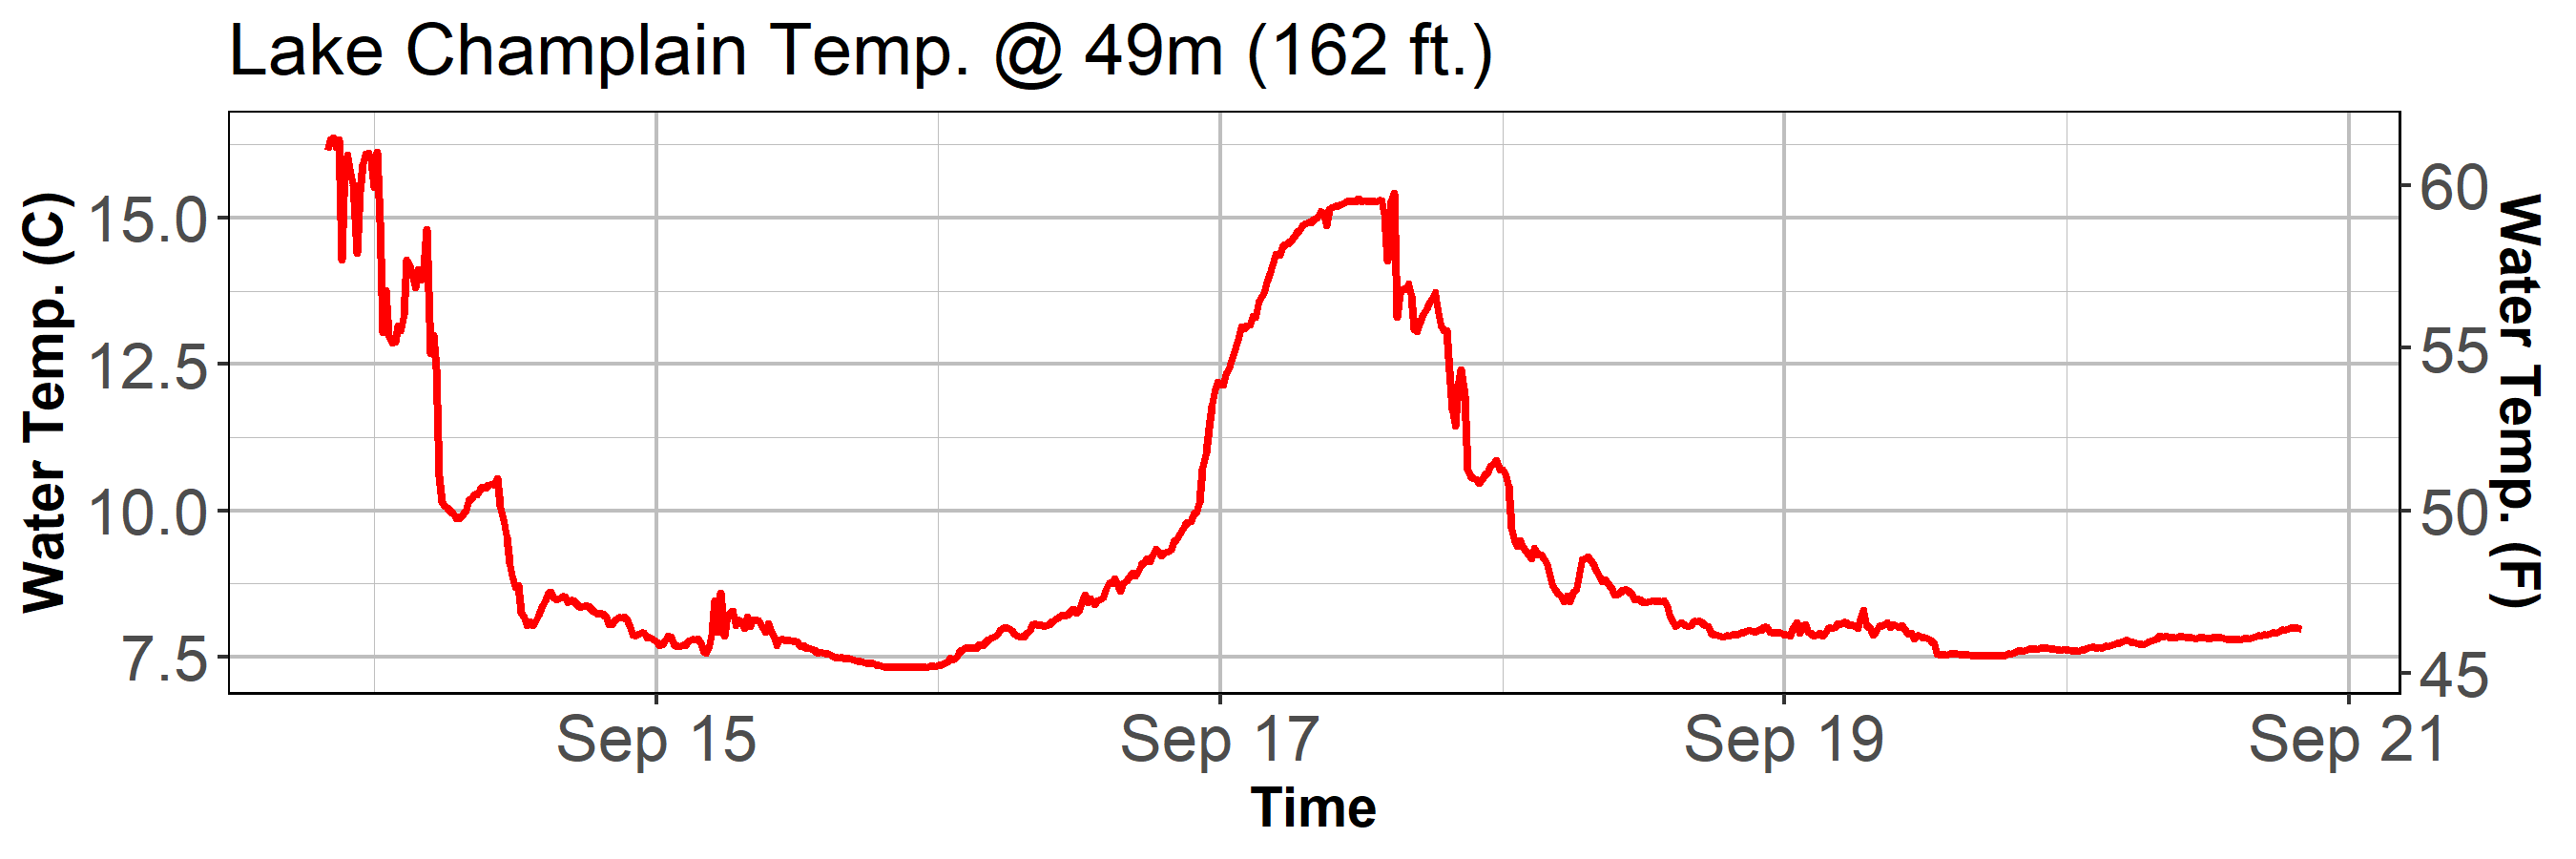 Lake Champlain Temp. @ 49m (162 ft.)
Water Temp. (C)
15.0
12.5
10.0
7.5
60
55
50
45
Water Temp. (F)
Sep 15
Sep 17
Sep 19
Sep 21
Time